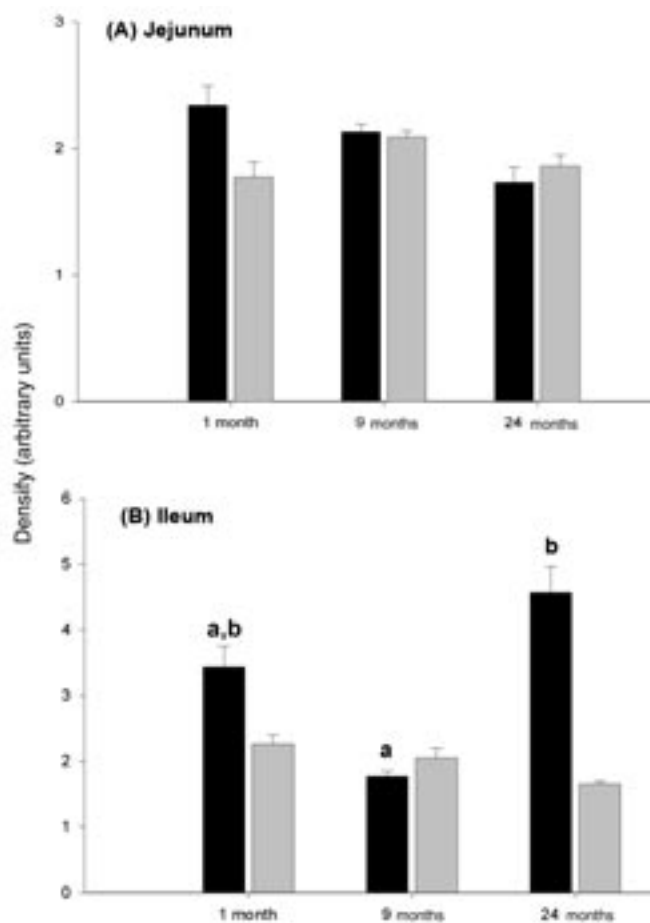 3
(A) Jejunum
2
1
0
1 month 9 months 24 months
Density (arbitrary units)
6
(B) Ileum
b
5
4
a,b
3
2
a
1
0
1 month 9 months 24 months